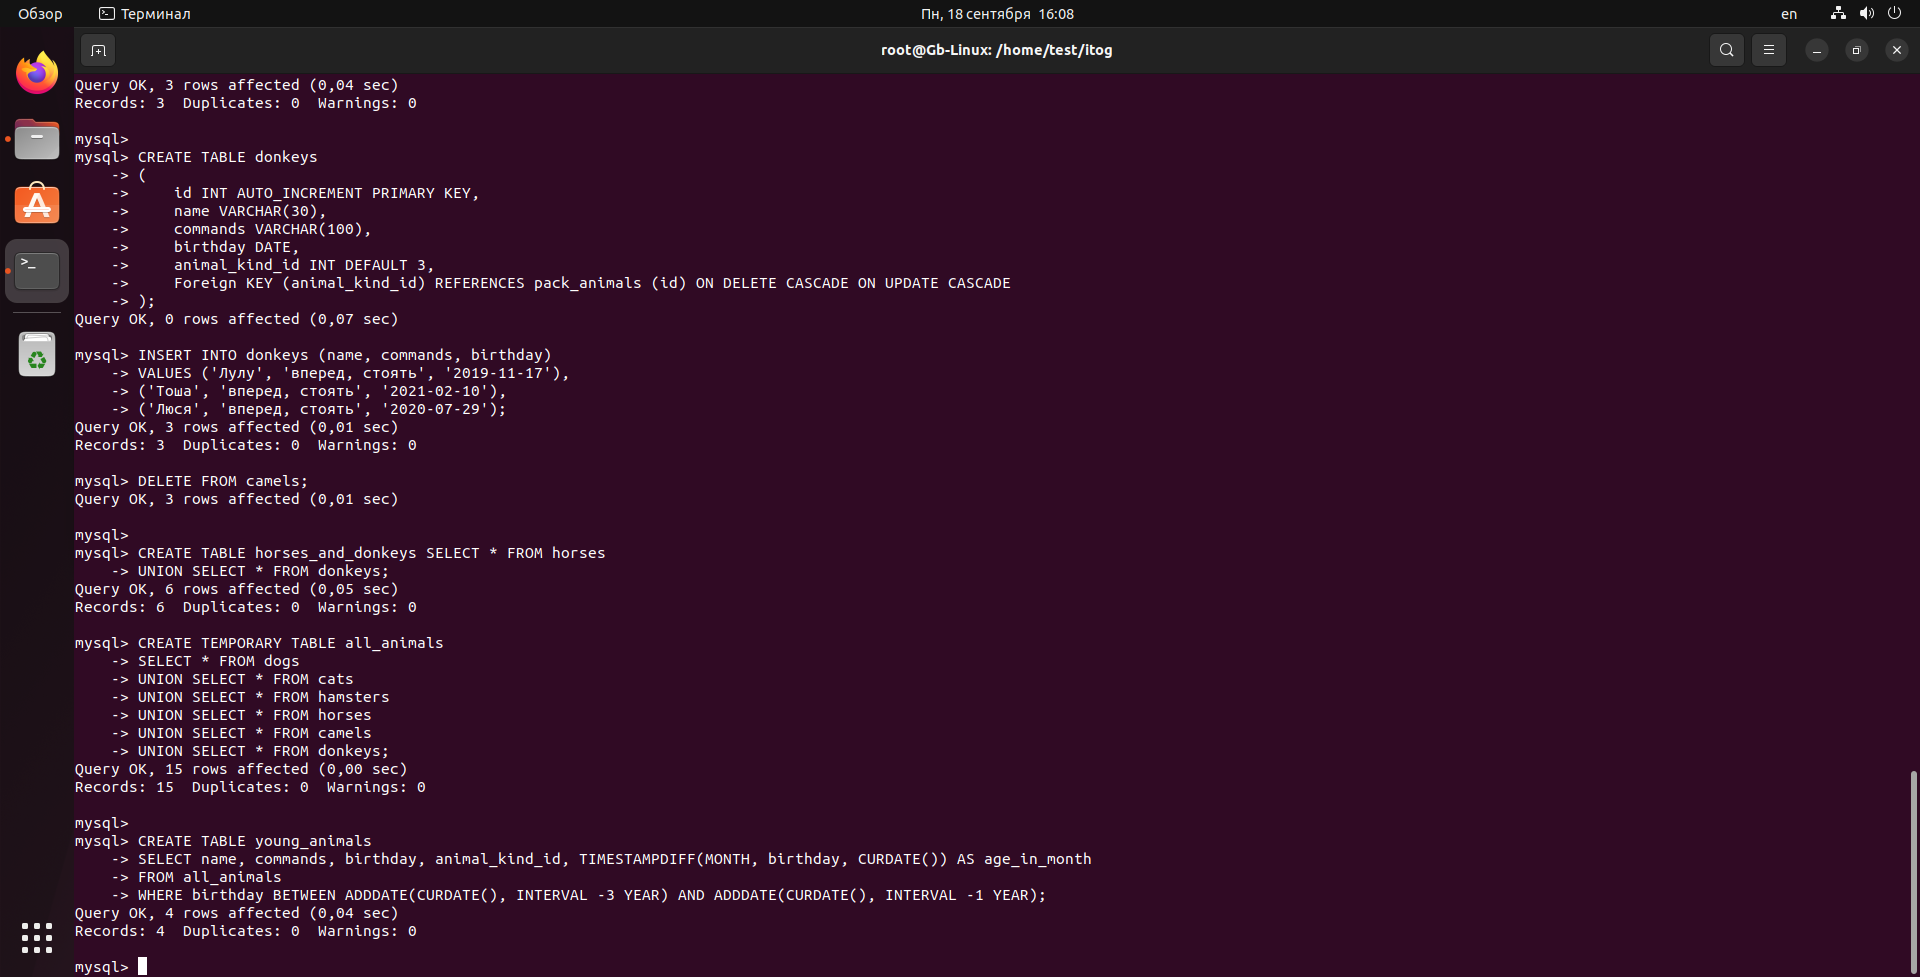 Обзор Терминал Пн, 18 сентября 16:08 en
root@Gb-Linux: /home/test/itog
Query OK, 3 rows affected (0,04 sec)
Records: 3  Duplicates: 0  Warnings: 0
mysql>
mysql> CREATE TABLE donkeys
    -> (
    ->     id INT AUTO_INCREMENT PRIMARY KEY,
    ->     name VARCHAR(30),
    ->     commands VARCHAR(100),
    ->     birthday DATE,
    ->     animal_kind_id INT DEFAULT 3,
    ->     Foreign KEY (animal_kind_id) REFERENCES pack_animals (id) ON DELETE CASCADE ON UPDATE CASCADE
    -> );
Query OK, 0 rows affected (0,07 sec)
mysql> INSERT INTO donkeys (name, commands, birthday)
    -> VALUES ('Лулу', 'вперед, стоять', '2019-11-17'),
    -> ('Тоша', 'вперед, стоять', '2021-02-10'),
    -> ('Люся', 'вперед, стоять', '2020-07-29');
Query OK, 3 rows affected (0,01 sec)
Records: 3  Duplicates: 0  Warnings: 0
mysql> DELETE FROM camels;
Query OK, 3 rows affected (0,01 sec)
mysql>
mysql> CREATE TABLE horses_and_donkeys SELECT * FROM horses
    -> UNION SELECT * FROM donkeys;
Query OK, 6 rows affected (0,05 sec)
Records: 6  Duplicates: 0  Warnings: 0
mysql> CREATE TEMPORARY TABLE all_animals
    -> SELECT * FROM dogs
    -> UNION SELECT * FROM cats
    -> UNION SELECT * FROM hamsters
    -> UNION SELECT * FROM horses
    -> UNION SELECT * FROM camels
    -> UNION SELECT * FROM donkeys;
Query OK, 15 rows affected (0,00 sec)
Records: 15  Duplicates: 0  Warnings: 0
mysql>
mysql> CREATE TABLE young_animals
    -> SELECT name, commands, birthday, animal_kind_id, TIMESTAMPDIFF(MONTH, birthday, CURDATE()) AS age_in_month
    -> FROM all_animals
    -> WHERE birthday BETWEEN ADDDATE(CURDATE(), INTERVAL -3 YEAR) AND ADDDATE(CURDATE(), INTERVAL -1 YEAR);
Query OK, 4 rows affected (0,04 sec)
Records: 4  Duplicates: 0  Warnings: 0
mysql>